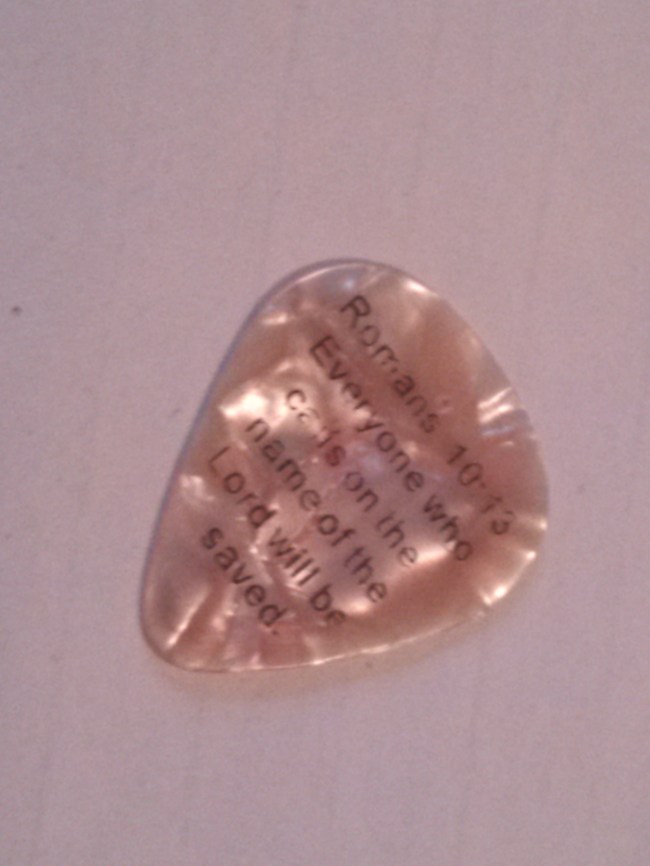 Romans 10:13
Everyone who
calls on the
name of the
Lord will be
saved.